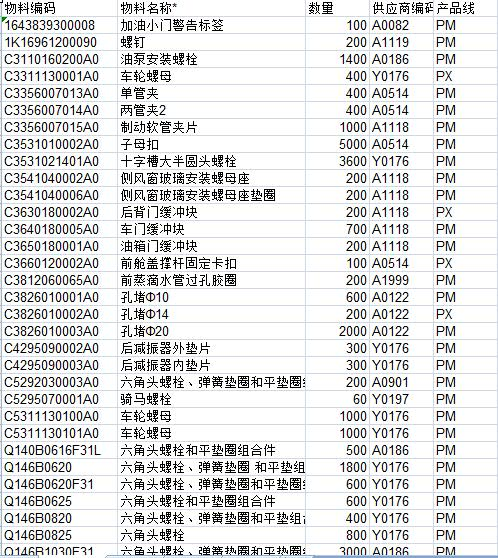 物料编码 物料名称* 数量 供应商编码 产品线
1643839300008 加油小门警告标签 100 A0082 PM
1K16961200090 螺钉 200 A1119 PM
C3110160200A0 油泵安装螺栓 1400 A0186 PM
C3311130001A0 车轮螺母 400 Y0176 PX
C3356007013A0 单管夹 400 A0514 PM
C3356007014A0 两管夹2 400 A0514 PM
C3356007015A0 制动软管夹片 1000 A1118 PM
C3531010002A0 子母扣 5000 A0514 PM
C3531021401A0 十字槽大半圆头螺栓 3600 Y0176 PM
C3541040002A0 侧风窗玻璃安装螺母座 200 A1118 PM
C3541040006A0 侧风窗玻璃安装螺母座垫圈 200 A1118 PM
C3630180002A0 后背门缓冲块 200 A1118 PX
C3640180005A0 车门缓冲块 700 A1118 PM
C3650180001A0 油箱门缓冲块 200 A1118 PM
C3660120002A0 前舱盖撑杆固定卡扣 100 A0514 PX
C3812060065A0 前蒸滴水管过孔胶圈 200 A1999 PM
C3826010001A0 孔堵Φ10 600 A0122 PM
C3826010002A0 孔堵Φ14 200 A0122 PX
C3826010003A0 孔堵Φ20 2000 A0122 PM
C4295090002A0 后减振器外垫片 300 Y0176 PM
C4295090003A0 后减振器内垫片 300 Y0176 PM
C5292030003A0 六角头螺栓、弹簧垫圈和平垫圈 200 A0901 PM
C5295070001A0 骑马螺栓 60 Y0197 PM
C5311130100A0 车轮螺母 1000 Y0176 PM
C5311130101A0 车轮螺母 1000 Y0176 PM
Q140B0616F31L 六角头螺栓和平垫圈组合件 500 A0186 PM
Q146B0620 六角头螺栓、弹簧垫圈 和平垫组 1800 Y0176 PM
Q146B0620F31 六角头螺栓、弹簧垫圈和平垫圈 600 Y0176 PM
Q146B0625 六角头螺栓和平垫圈组合件 600 Y0176 PM
Q146B0820 六角头螺栓、弹簧垫圈和平垫组 400 Y0176 PM
Q146B0825 六角头螺栓 800 Y0176 PM
Q146B1030F31 六角头螺栓、弹簧垫圈和平垫圈 3000 A0186 PM